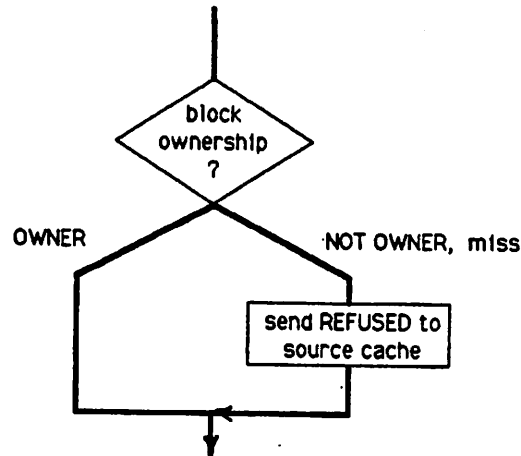 block
ownership
?
OWNER
NOT OWNER, miss
send REFUSED to
source cache